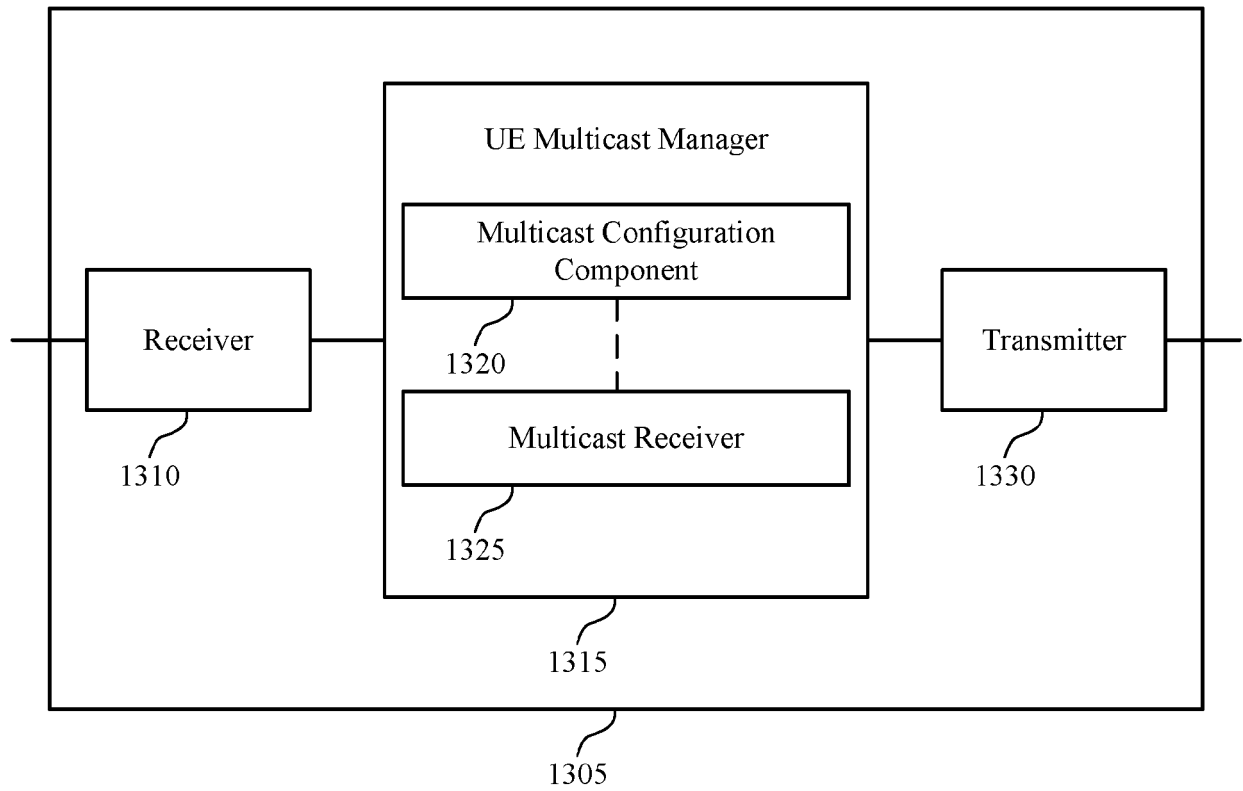 UE Multicast Manager
Multicast Configuration
Component
1320
Receiver
1310
Transmitter
1330
Multicast Receiver
1325
1315
1305